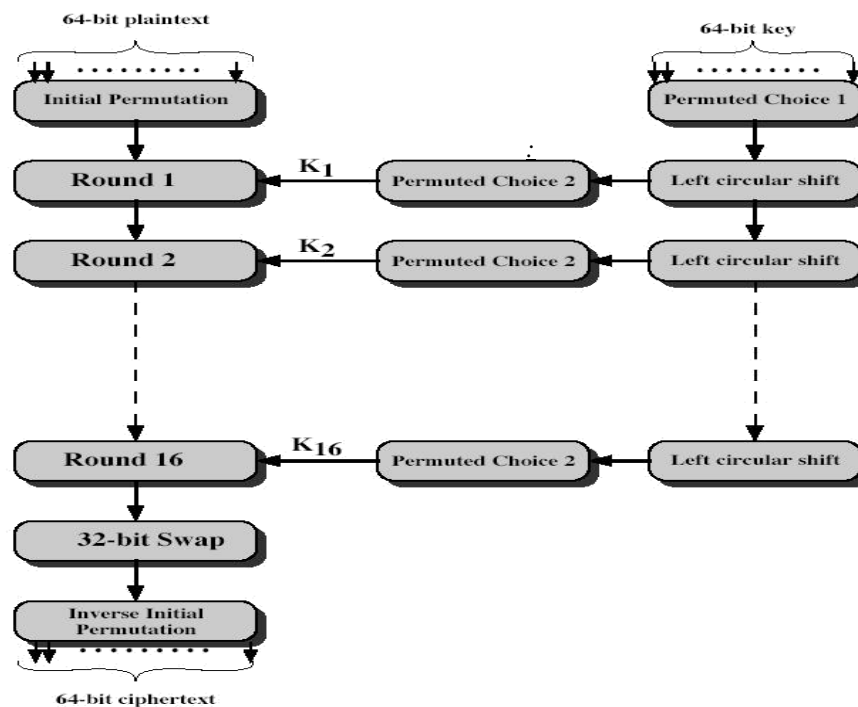 64-bit plaintext
64-bit key
Initial Permutation
Permuted Choice 1
Round 1
K1
Permuted Choice 2
Left circular shift
Round 2
K2
Permuted Choice 2
Left circular shift
Round 16
K16
Permuted Choice 2
Left circular shift
32-bit Swap
Inverse Initial
Permutation
64-bit ciphertext